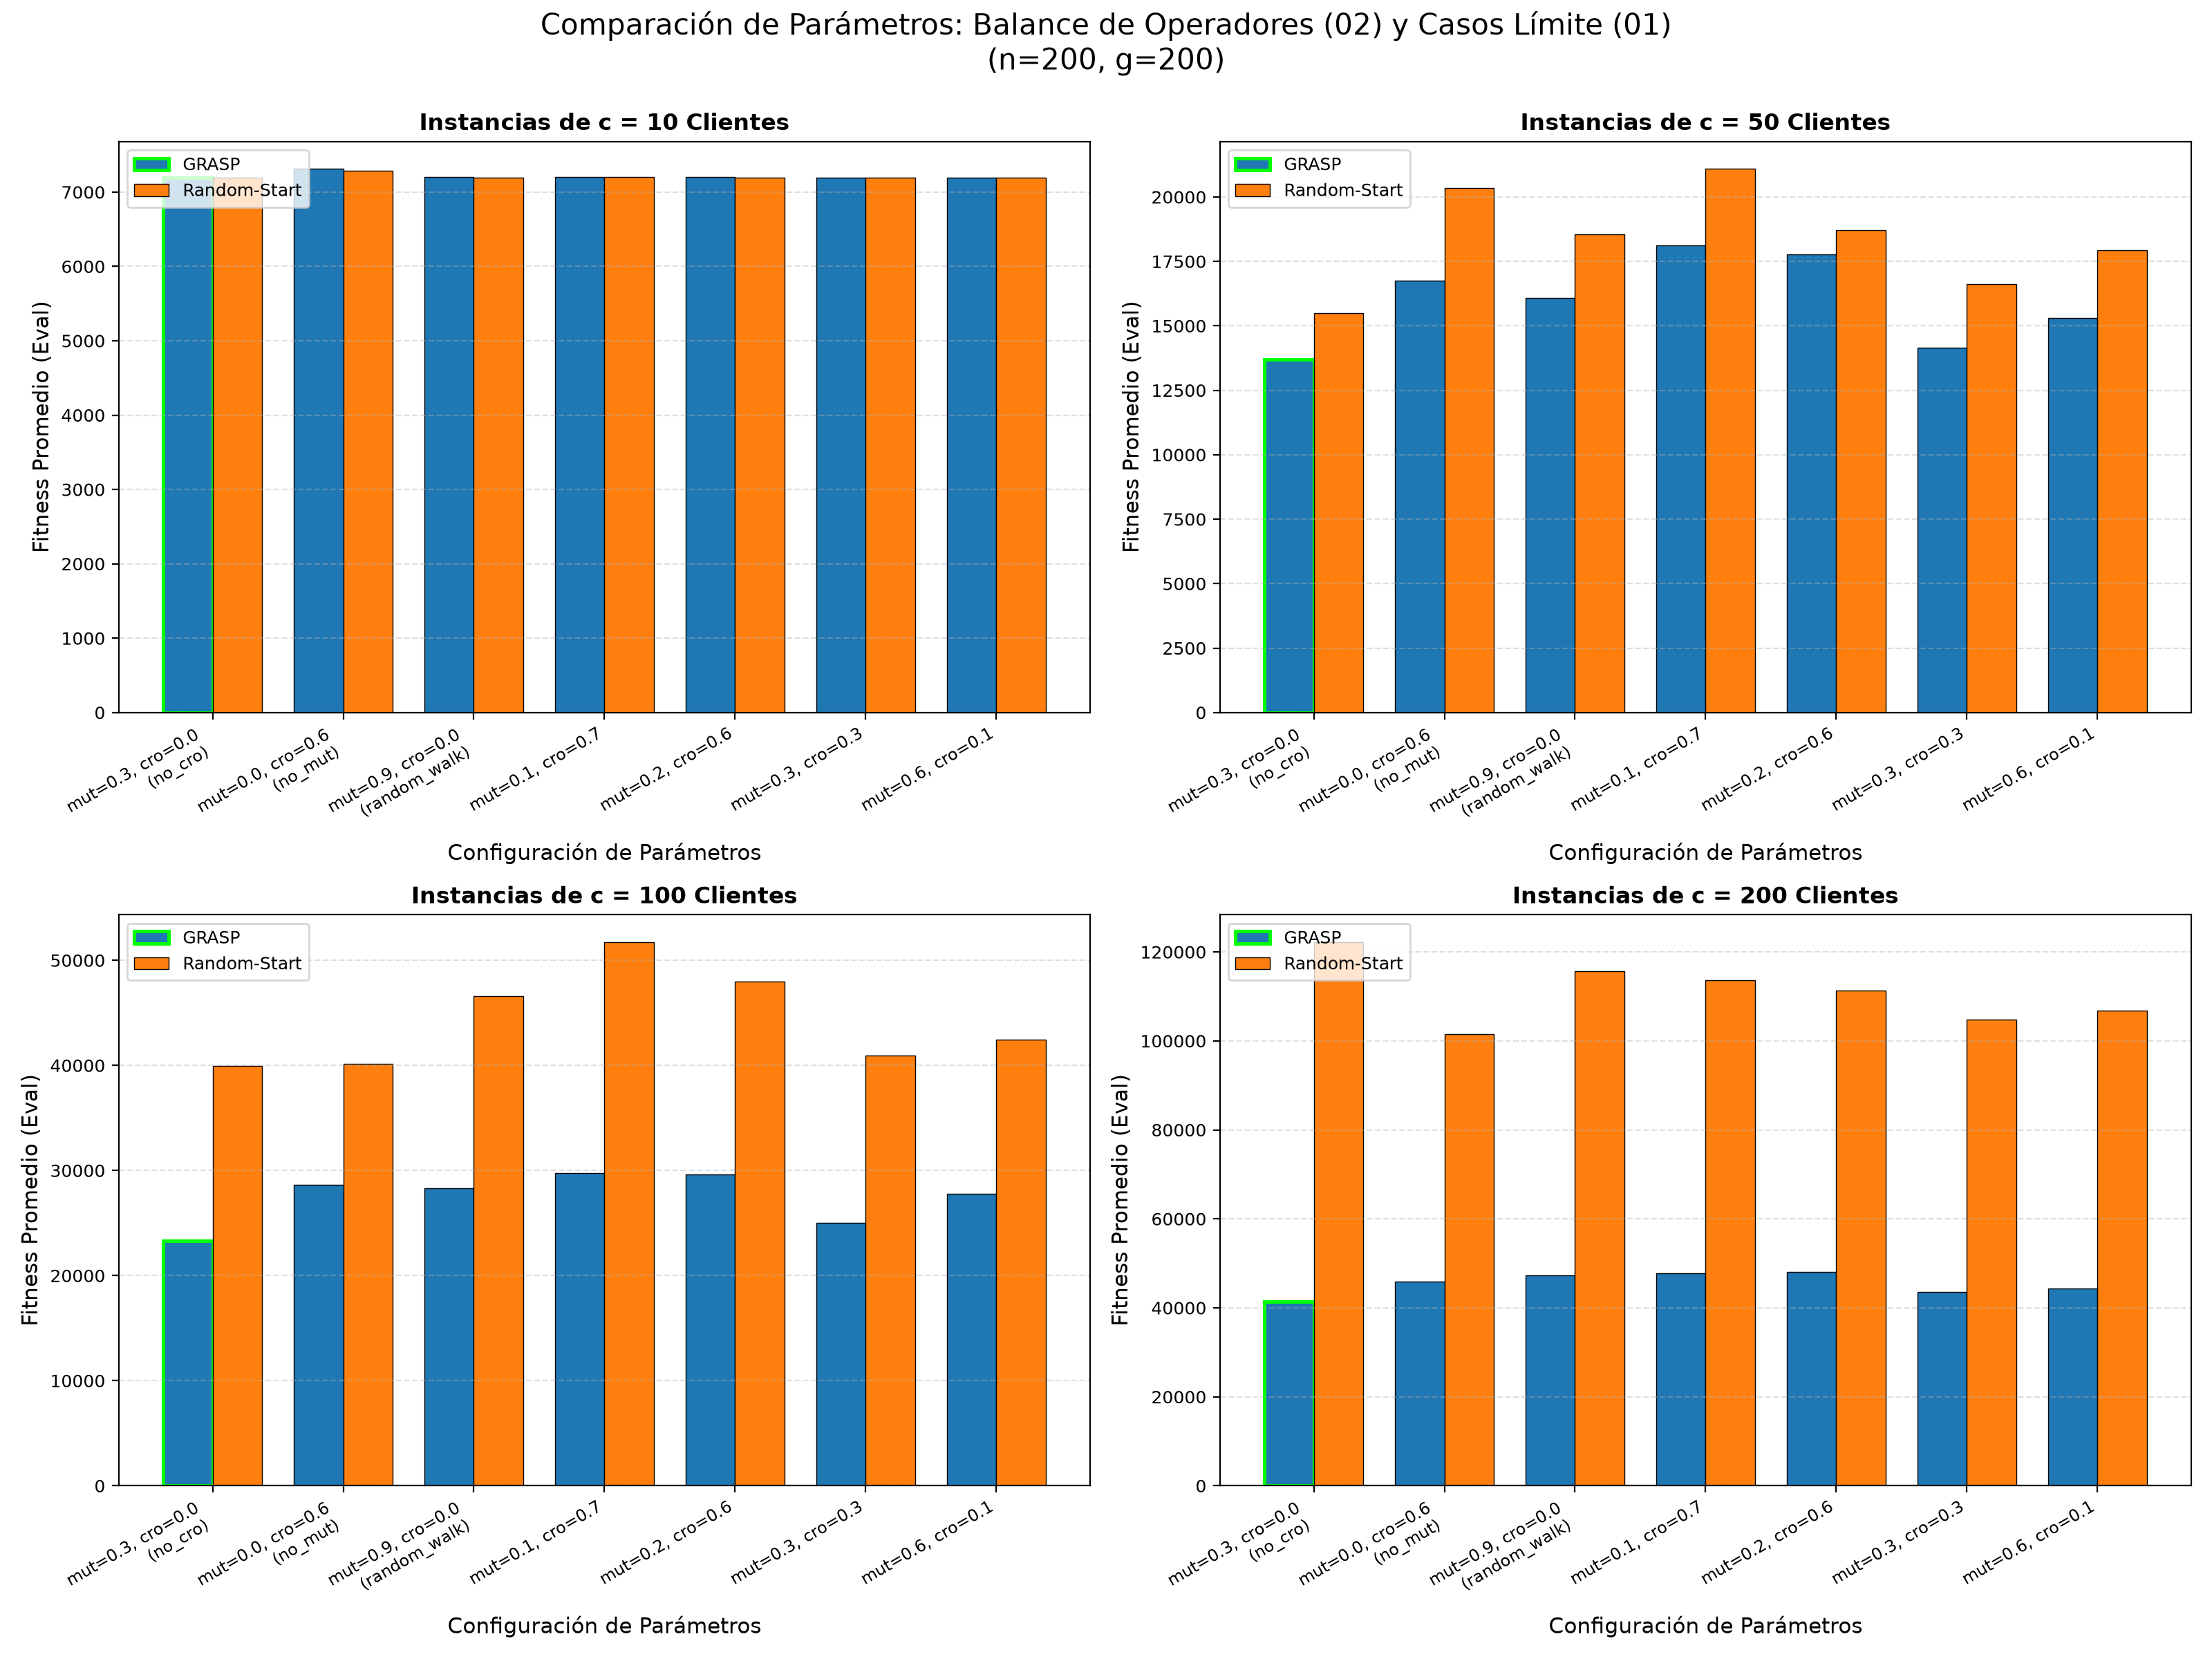 Comparación de Parámetros: Balance de Operadores (02) y Casos Límite (01)
(n=200, g=200)
Instancias de c = 10 Clientes
GRASP
Random-Start
Fitness Promedio (Eval)
7000
6000
5000
4000
3000
2000
1000
0
mut=0.3, cro=0.0
(no_cro)
mut=0.0, cro=0.6
(no_mut)
mut=0.9, cro=0.0
(random_walk)
mut=0.1, cro=0.7
mut=0.2, cro=0.6
mut=0.3, cro=0.3
mut=0.6, cro=0.1
Configuración de Parámetros
Instancias de c = 50 Clientes
GRASP
Random-Start
Fitness Promedio (Eval)
20000
17500
15000
12500
10000
7500
5000
2500
0
mut=0.3, cro=0.0
(no_cro)
mut=0.0, cro=0.6
(no_mut)
mut=0.9, cro=0.0
(random_walk)
mut=0.1, cro=0.7
mut=0.2, cro=0.6
mut=0.3, cro=0.3
mut=0.6, cro=0.1
Configuración de Parámetros
Instancias de c = 100 Clientes
GRASP
Random-Start
Fitness Promedio (Eval)
50000
40000
30000
20000
10000
0
mut=0.3, cro=0.0
(no_cro)
mut=0.0, cro=0.6
(no_mut)
mut=0.9, cro=0.0
(random_walk)
mut=0.1, cro=0.7
mut=0.2, cro=0.6
mut=0.3, cro=0.3
mut=0.6, cro=0.1
Configuración de Parámetros
Instancias de c = 200 Clientes
GRASP
Random-Start
Fitness Promedio (Eval)
120000
100000
80000
60000
40000
20000
0
mut=0.3, cro=0.0
(no_cro)
mut=0.0, cro=0.6
(no_mut)
mut=0.9, cro=0.0
(random_walk)
mut=0.1, cro=0.7
mut=0.2, cro=0.6
mut=0.3, cro=0.3
mut=0.6, cro=0.1
Configuración de Parámetros